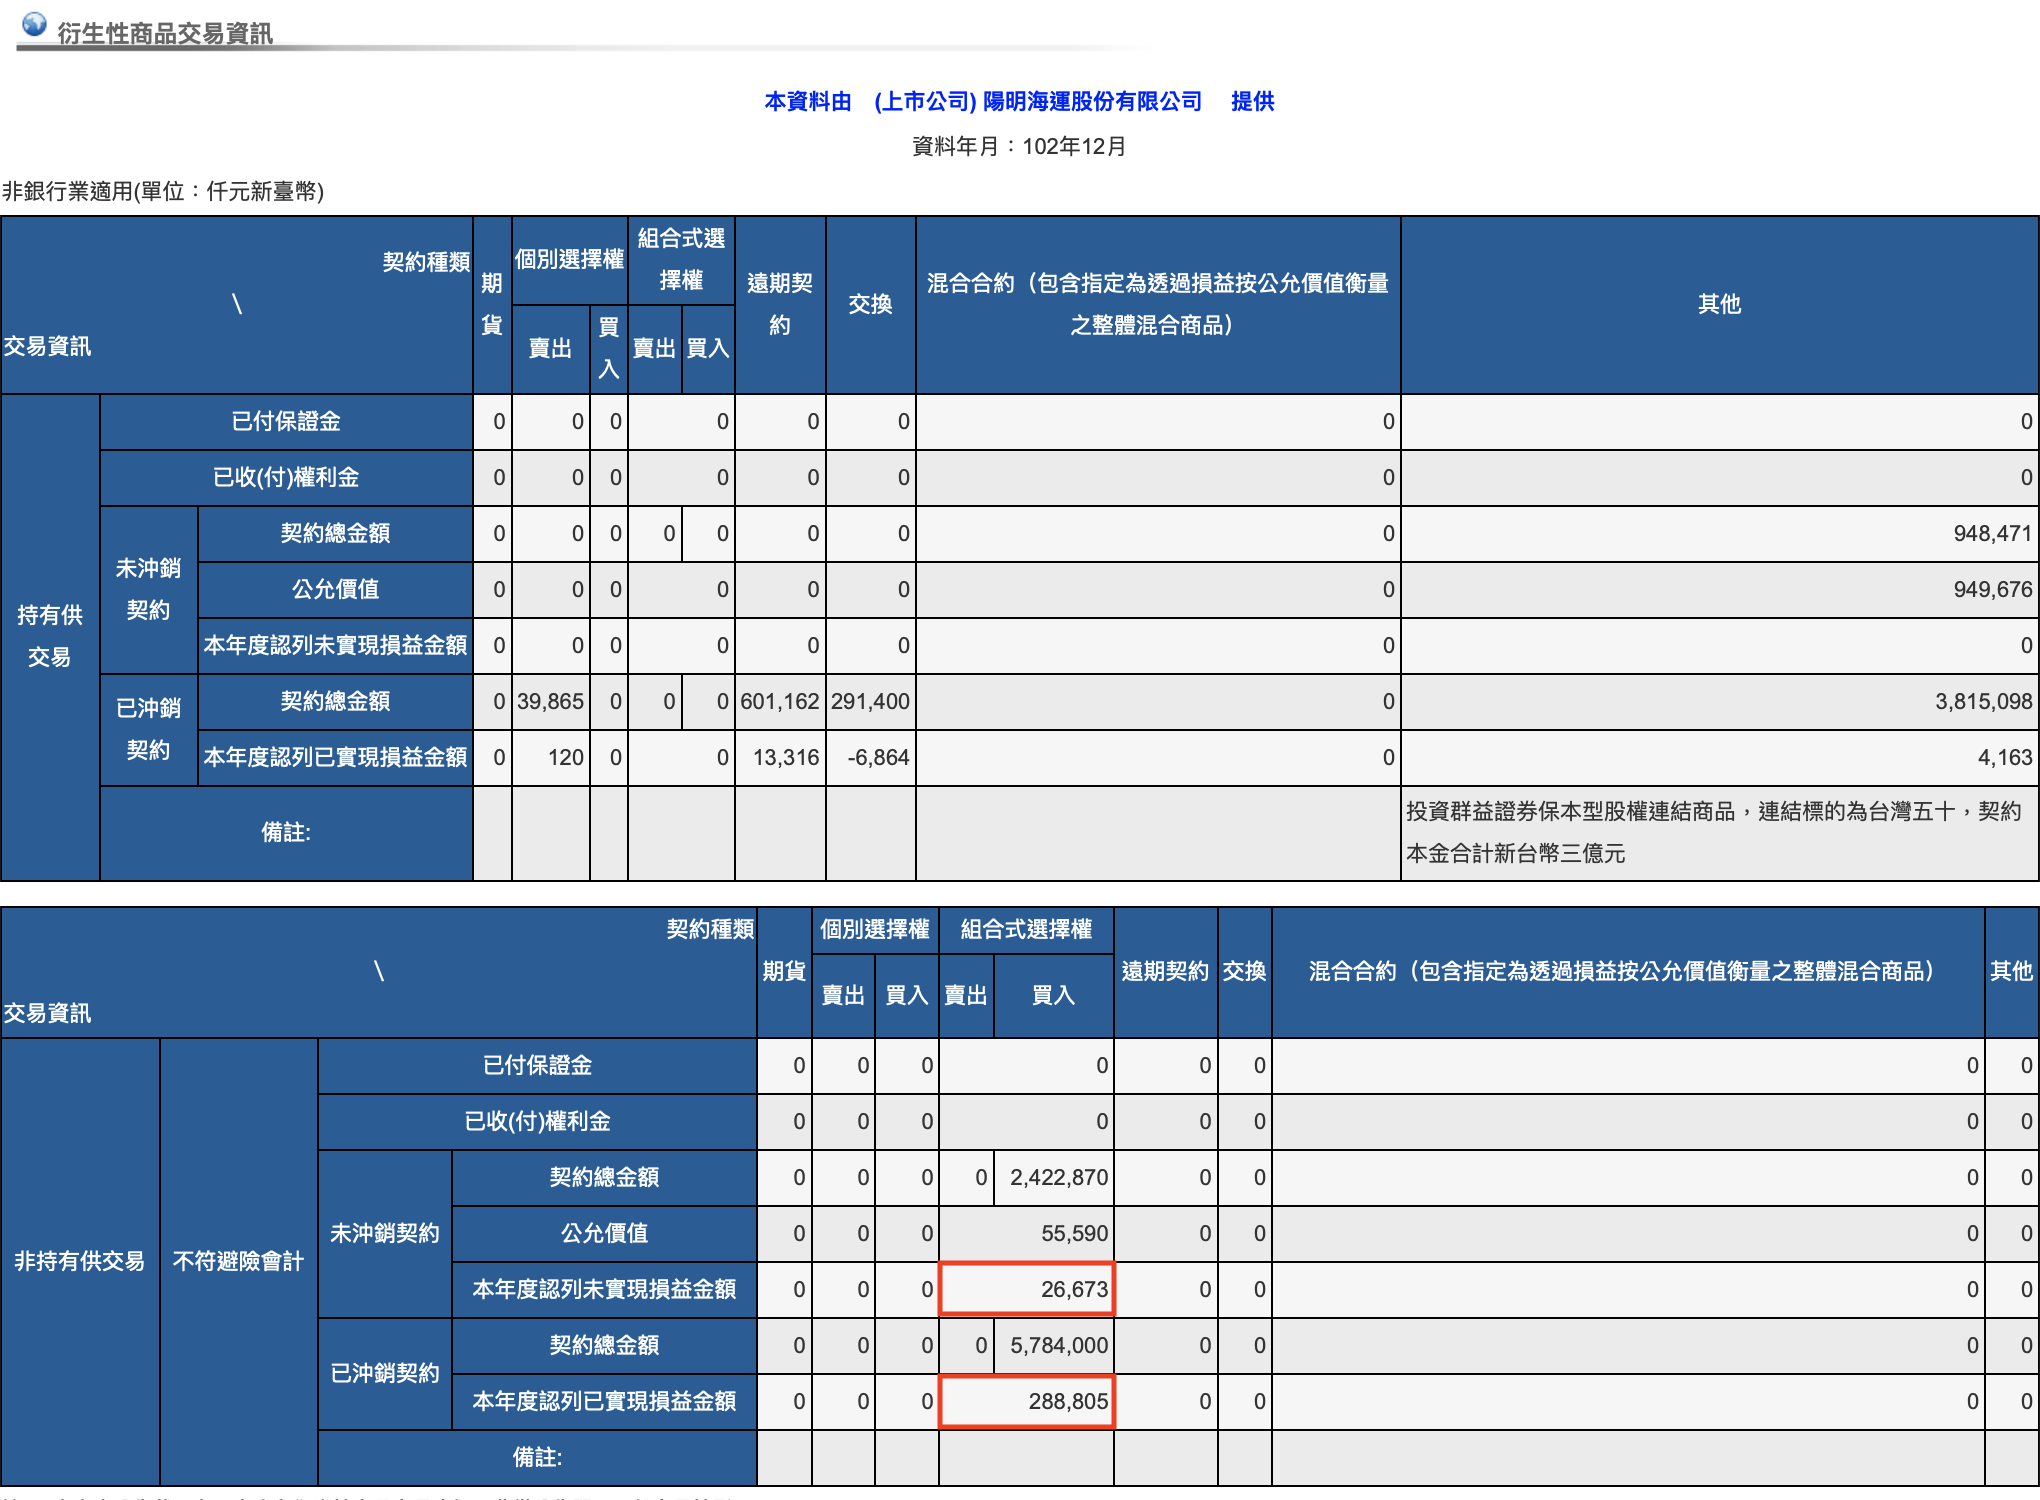 衍生性商品交易資訊
本資料由 (上市公司) 陽明海運股份有限公司 提供
資料年月：102年12月
非銀行業適用(單位：仟元新臺幣)
契約種類 \ 交易資訊 期貨 個別選擇權 組合式選擇權 遠期契約 交換 混合合約（包含指定為透過損益按公允價值衡量之整體混合商品） 其他
賣出 買入 賣出 買入
持有供交易 已付保證金 0 0 0 0 0 0 0 0
已收(付)權利金 0 0 0 0 0 0 0 0
未沖銷契約 契約總金額 0 0 0 0 0 0 0 0 948,471
公允價值 0 0 0 0 0 0 0 949,676
本年度認列未實現損益金額 0 0 0 0 0 0 0 0
已沖銷契約 契約總金額 0 39,865 0 0 0 601,162 291,400 0 3,815,098
本年度認列已實現損益金額 0 120 0 0 13,316 -6,864 0 4,163
備註: 投資群益證券保本型股權連結商品，連結標的為台灣五十，契約
本金合計新台幣三億元
契約種類 \ 交易資訊 期貨 個別選擇權 組合式選擇權 遠期契約 交換 混合合約（包含指定為透過損益按公允價值衡量之整體混合商品） 其他
賣出 買入 賣出 買入
非持有供交易 不符避險會計 已付保證金 0 0 0 0 0 0 0 0
已收(付)權利金 0 0 0 0 0 0 0 0
未沖銷契約 契約總金額 0 0 0 0 2,422,870 0 0 0 0
公允價值 0 0 0 55,590 0 0 0 0
本年度認列未實現損益金額 0 0 0 26,673 0 0 0 0
已沖銷契約 契約總金額 0 0 0 0 5,784,000 0 0 0 0
本年度認列已實現損益金額 0 0 0 288,805 0 0 0 0
備註: